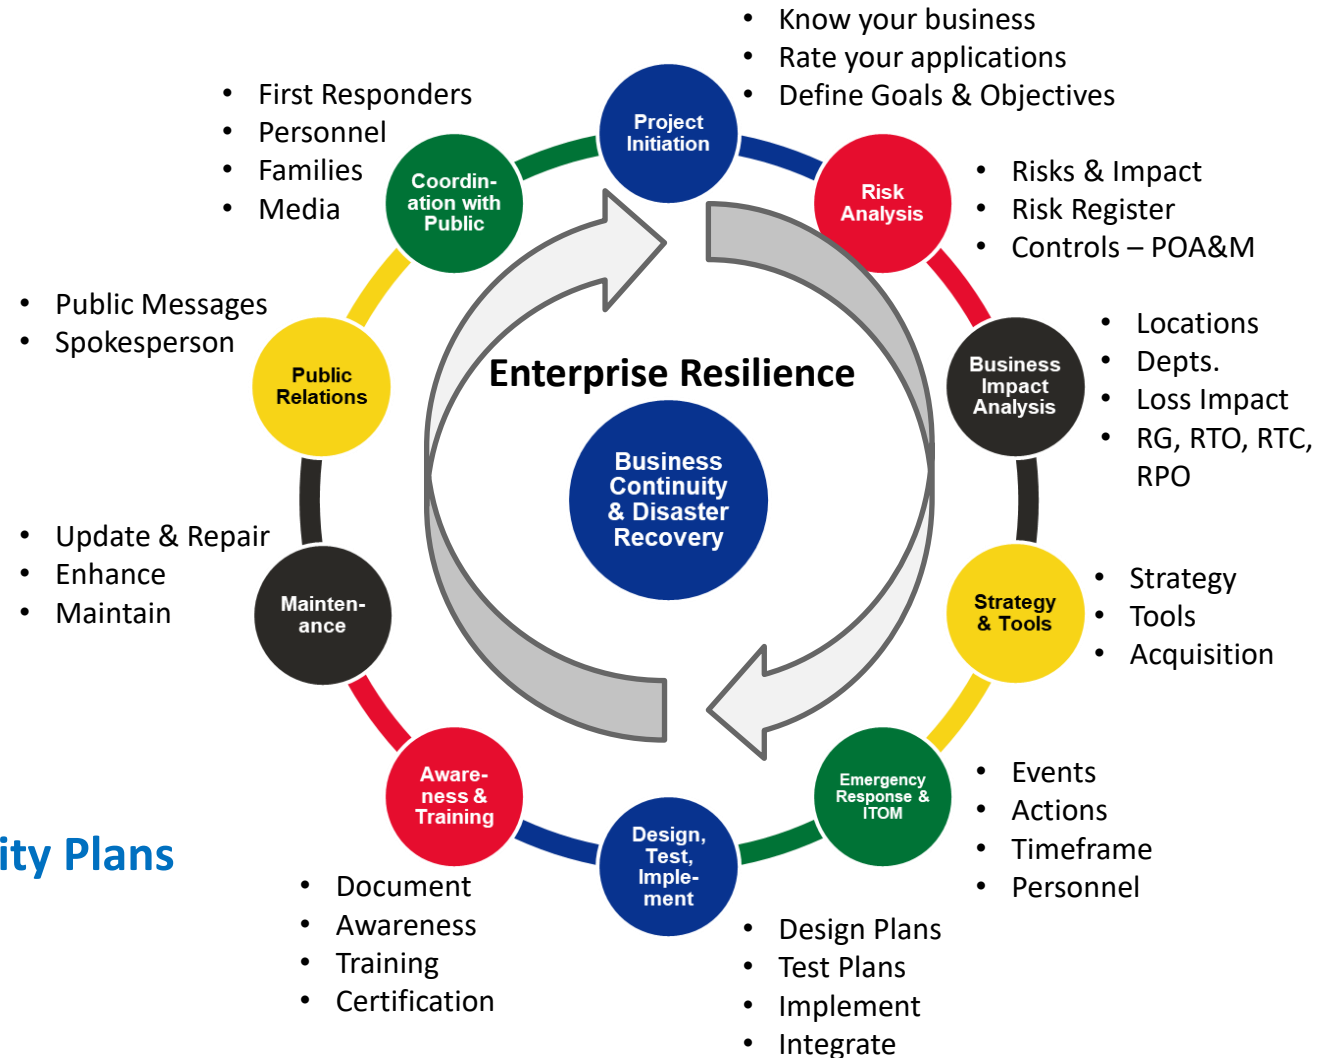 • Know your business
• Rate your applications
• Define Goals & Objectives
Project
Initiation
• First Responders
• Personnel
• Families
• Media
Coordin-
ation with
Public
Risk
Analysis
• Risks & Impact
• Risk Register
• Controls – POA&M
• Public Messages
• Spokesperson
Public
Relations
Enterprise Resilience
Business
Continuity
& Disaster
Recovery
Business
Impact
Analysis
• Locations
• Depts.
• Loss Impact
• RG, RTO, RTC,
RPO
• Update & Repair
• Enhance
• Maintain
Mainten-
ance
Strategy
& Tools
• Strategy
• Tools
• Acquisition
Aware-
ness &
Training
Design,
Test,
Imple-
ment
Emergency
Response &
ITOM
• Events
• Actions
• Timeframe
• Personnel
ity Plans
• Document
• Awareness
• Training
• Certification
• Design Plans
• Test Plans
• Implement
• Integrate